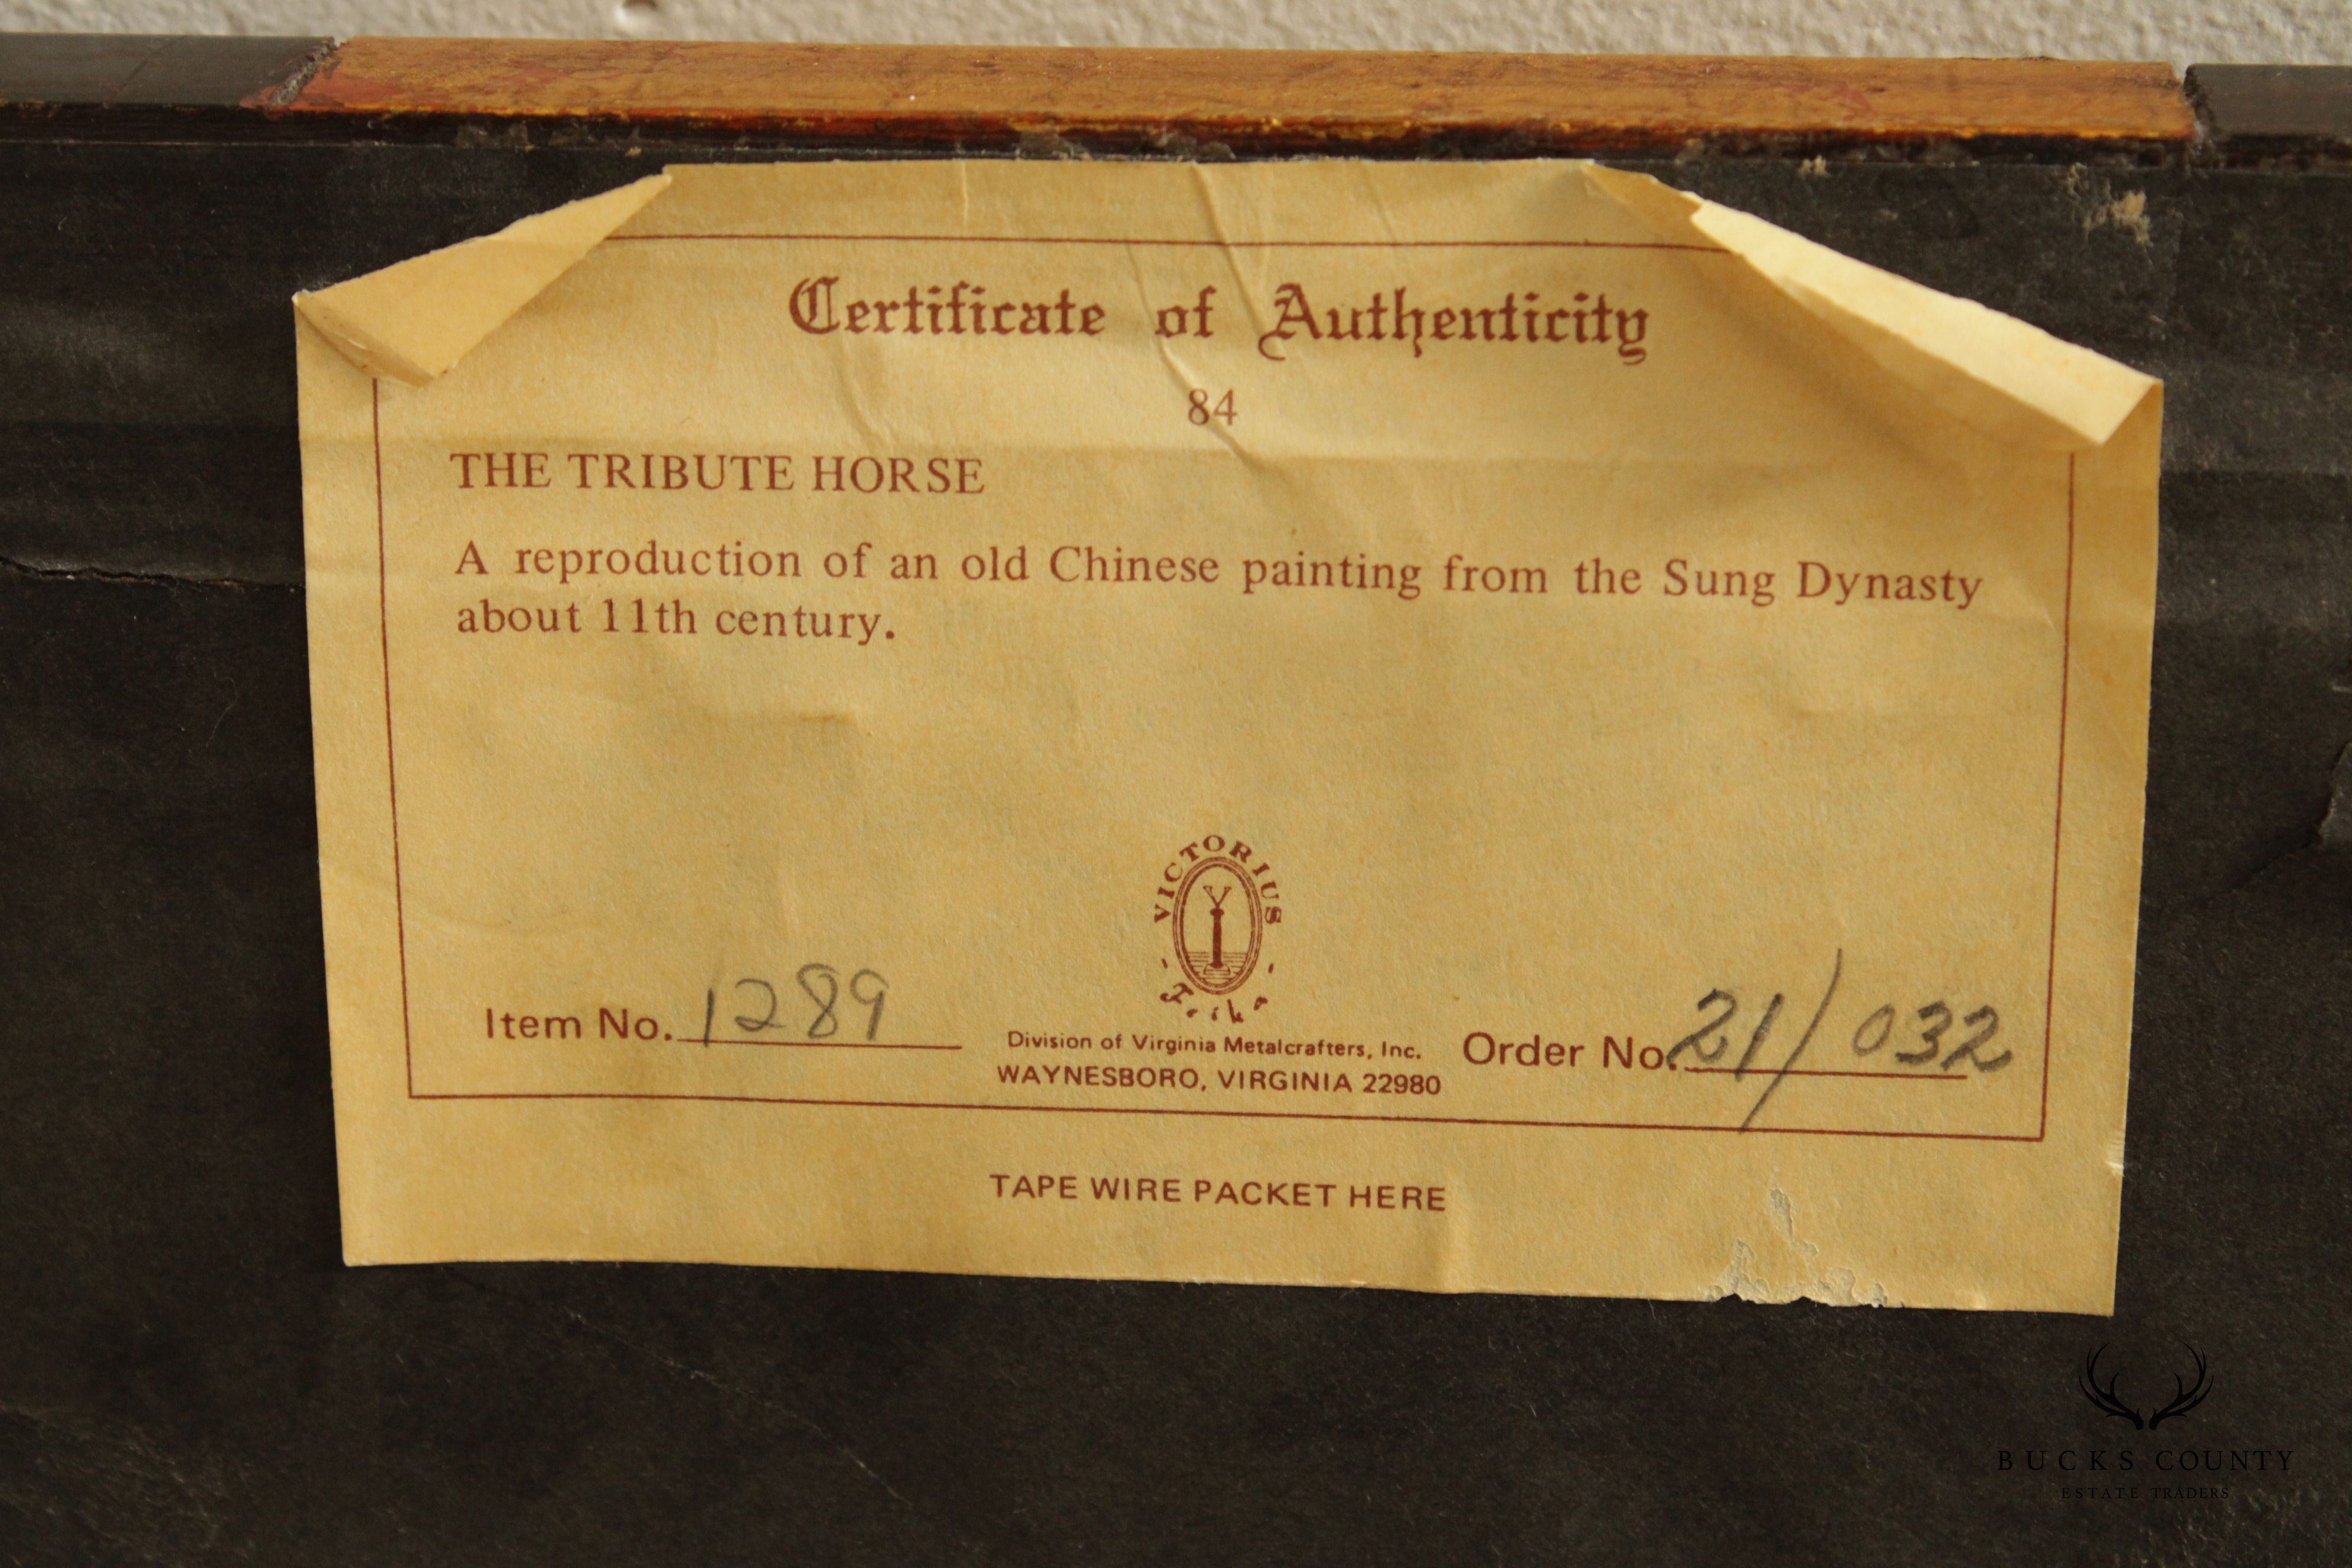 Certificate of Authenticity
84
THE TRIBUTE HORSE
A reproduction of an old Chinese painting from the Sung Dynasty
about 11th century.
VICTORIUS
Item No. 1289
Division of Virginia Metalcrafters, Inc.
WAYNESBORO, VIRGINIA 22980
Order No. 21/032
TAPE WIRE PACKET HERE
BUCKS COUNTY
ESTATE TRADERS